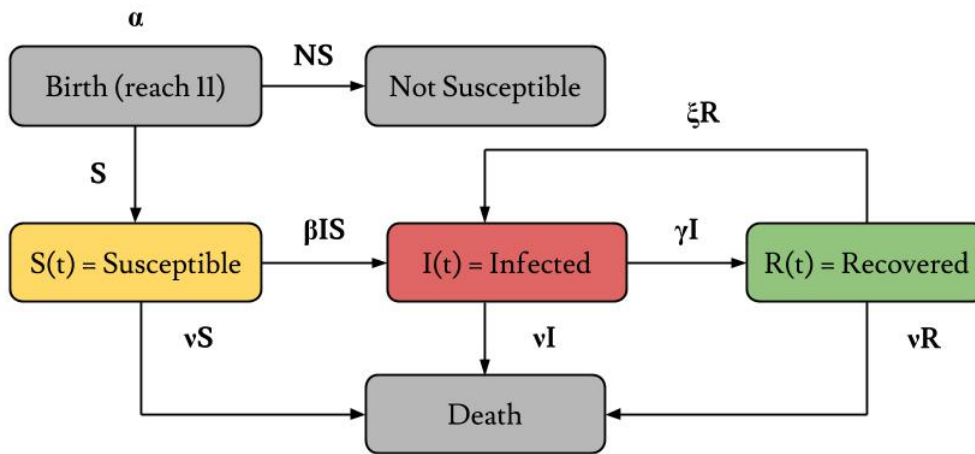 α
NS
Birth (reach 11)
Not Susceptible
ξR
S
βIS
γI
S(t) = Susceptible
I(t) = Infected
R(t) = Recovered
νS
νI
νR
Death